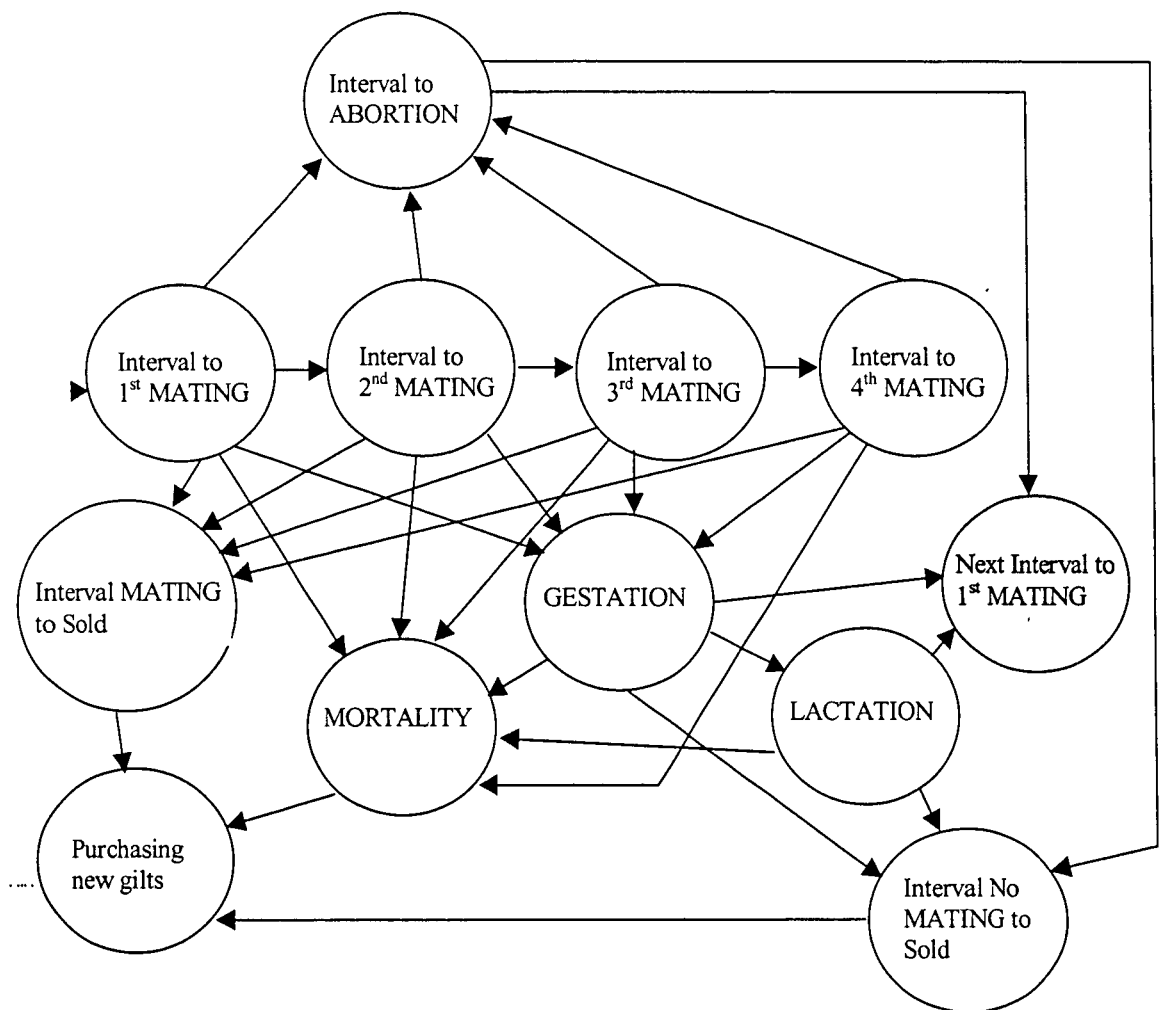 Interval to
ABORTION
Interval to
1st MATING
Interval to
2nd MATING
Interval to
3rd MATING
Interval to
4th MATING
Interval MATING
to Sold
GESTATION
Next Interval to
1st MATING
MORTALITY
LACTATION
Purchasing
new gilts
Interval No
MATING to
Sold